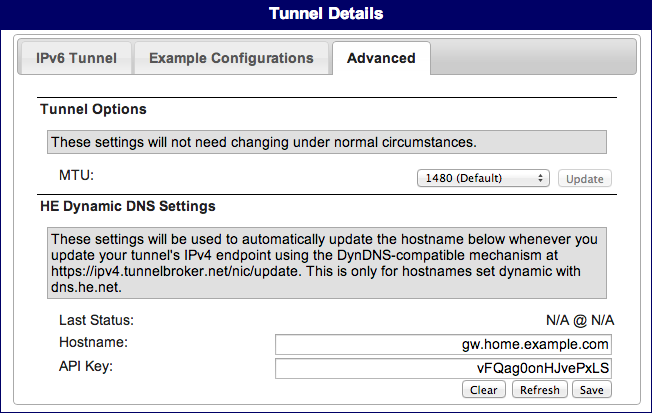 Tunnel Details
IPv6 Tunnel
Example Configurations
Advanced
Tunnel Options
These settings will not need changing under normal circumstances.
MTU:
1480 (Default)
Update
HE Dynamic DNS Settings
These settings will be used to automatically update the hostname below whenever you
update your tunnel's IPv4 endpoint using the DynDNS-compatible mechanism at
https://ipv4.tunnelbroker.net/nic/update. This is only for hostnames set dynamic with
dns.he.net.
Last Status:
N/A @ N/A
Hostname:
gw.home.example.com
API Key:
vFQag0onHJvePxLS
Clear
Refresh
Save